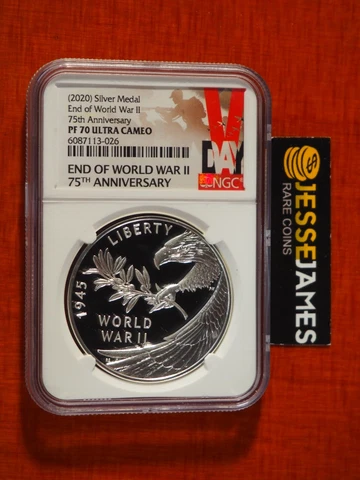 (2020) Silver Medal
End of World War II
75th Anniversary
PF 70 ULTRA CAMEO
6087113-026
END OF WORLD WAR II
75TH ANNIVERSARY
V
DAY
NGC
LIBERTY
1945
WORLD
WAR II
JESSE JAMES
RARE COINS